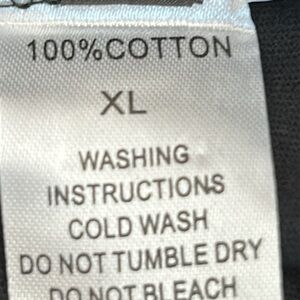 100%COTTON
XL
WASHING
INSTRUCTIONS
COLD WASH
DO NOT TUMBLE DRY
DO NOT BLEACH